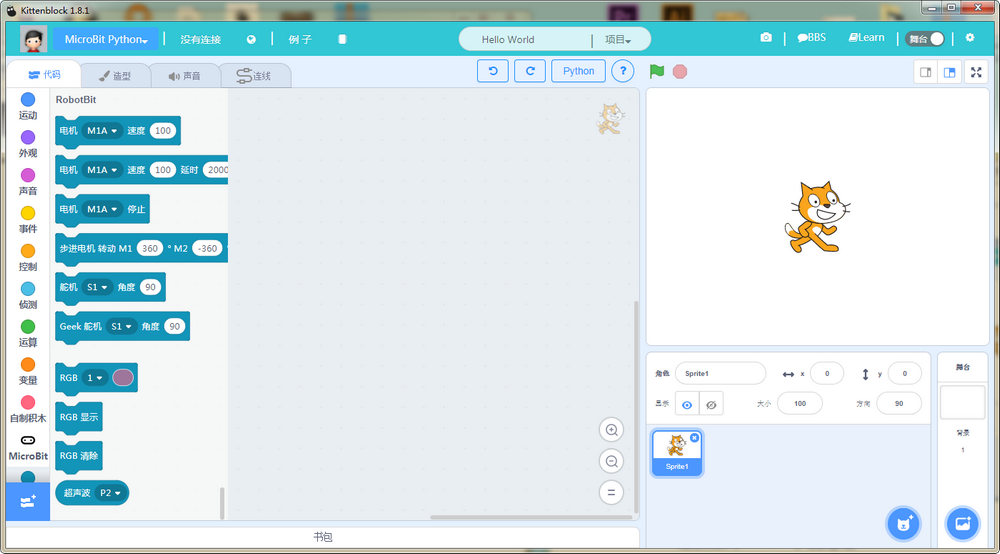 Kittenblock 1.8.1
MicroBit Python
没有连接
例子
Hello World
项目
BBS
Learn
舞台
代码
造型
声音
连线
Python
?
运动
外观
声音
事件
控制
侦测
运算
变量
自制积木
MicroBit
RobotBit
电机 M1A 速度 100
电机 M1A 速度 100 延时 2000
电机 M1A 停止
步进电机 转动 M1 360 ° M2 -360 °
舵机 S1 角度 90
Geek 舵机 S1 角度 90
RGB 1
RGB 显示
RGB 清除
超声波 P2
书包
角色 Sprite1 x 0 y 0
显示 大小 100 方向 90
Sprite1
舞台
背景
1